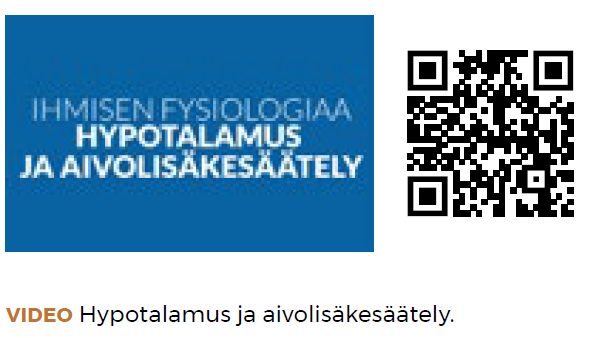 IHMISEN FYSIOLOGIAA
HYPOTALAMUS
JA AIVOLISÄKESÄÄTELY
VIDEO Hypotalamus ja aivolisäkesäätely.